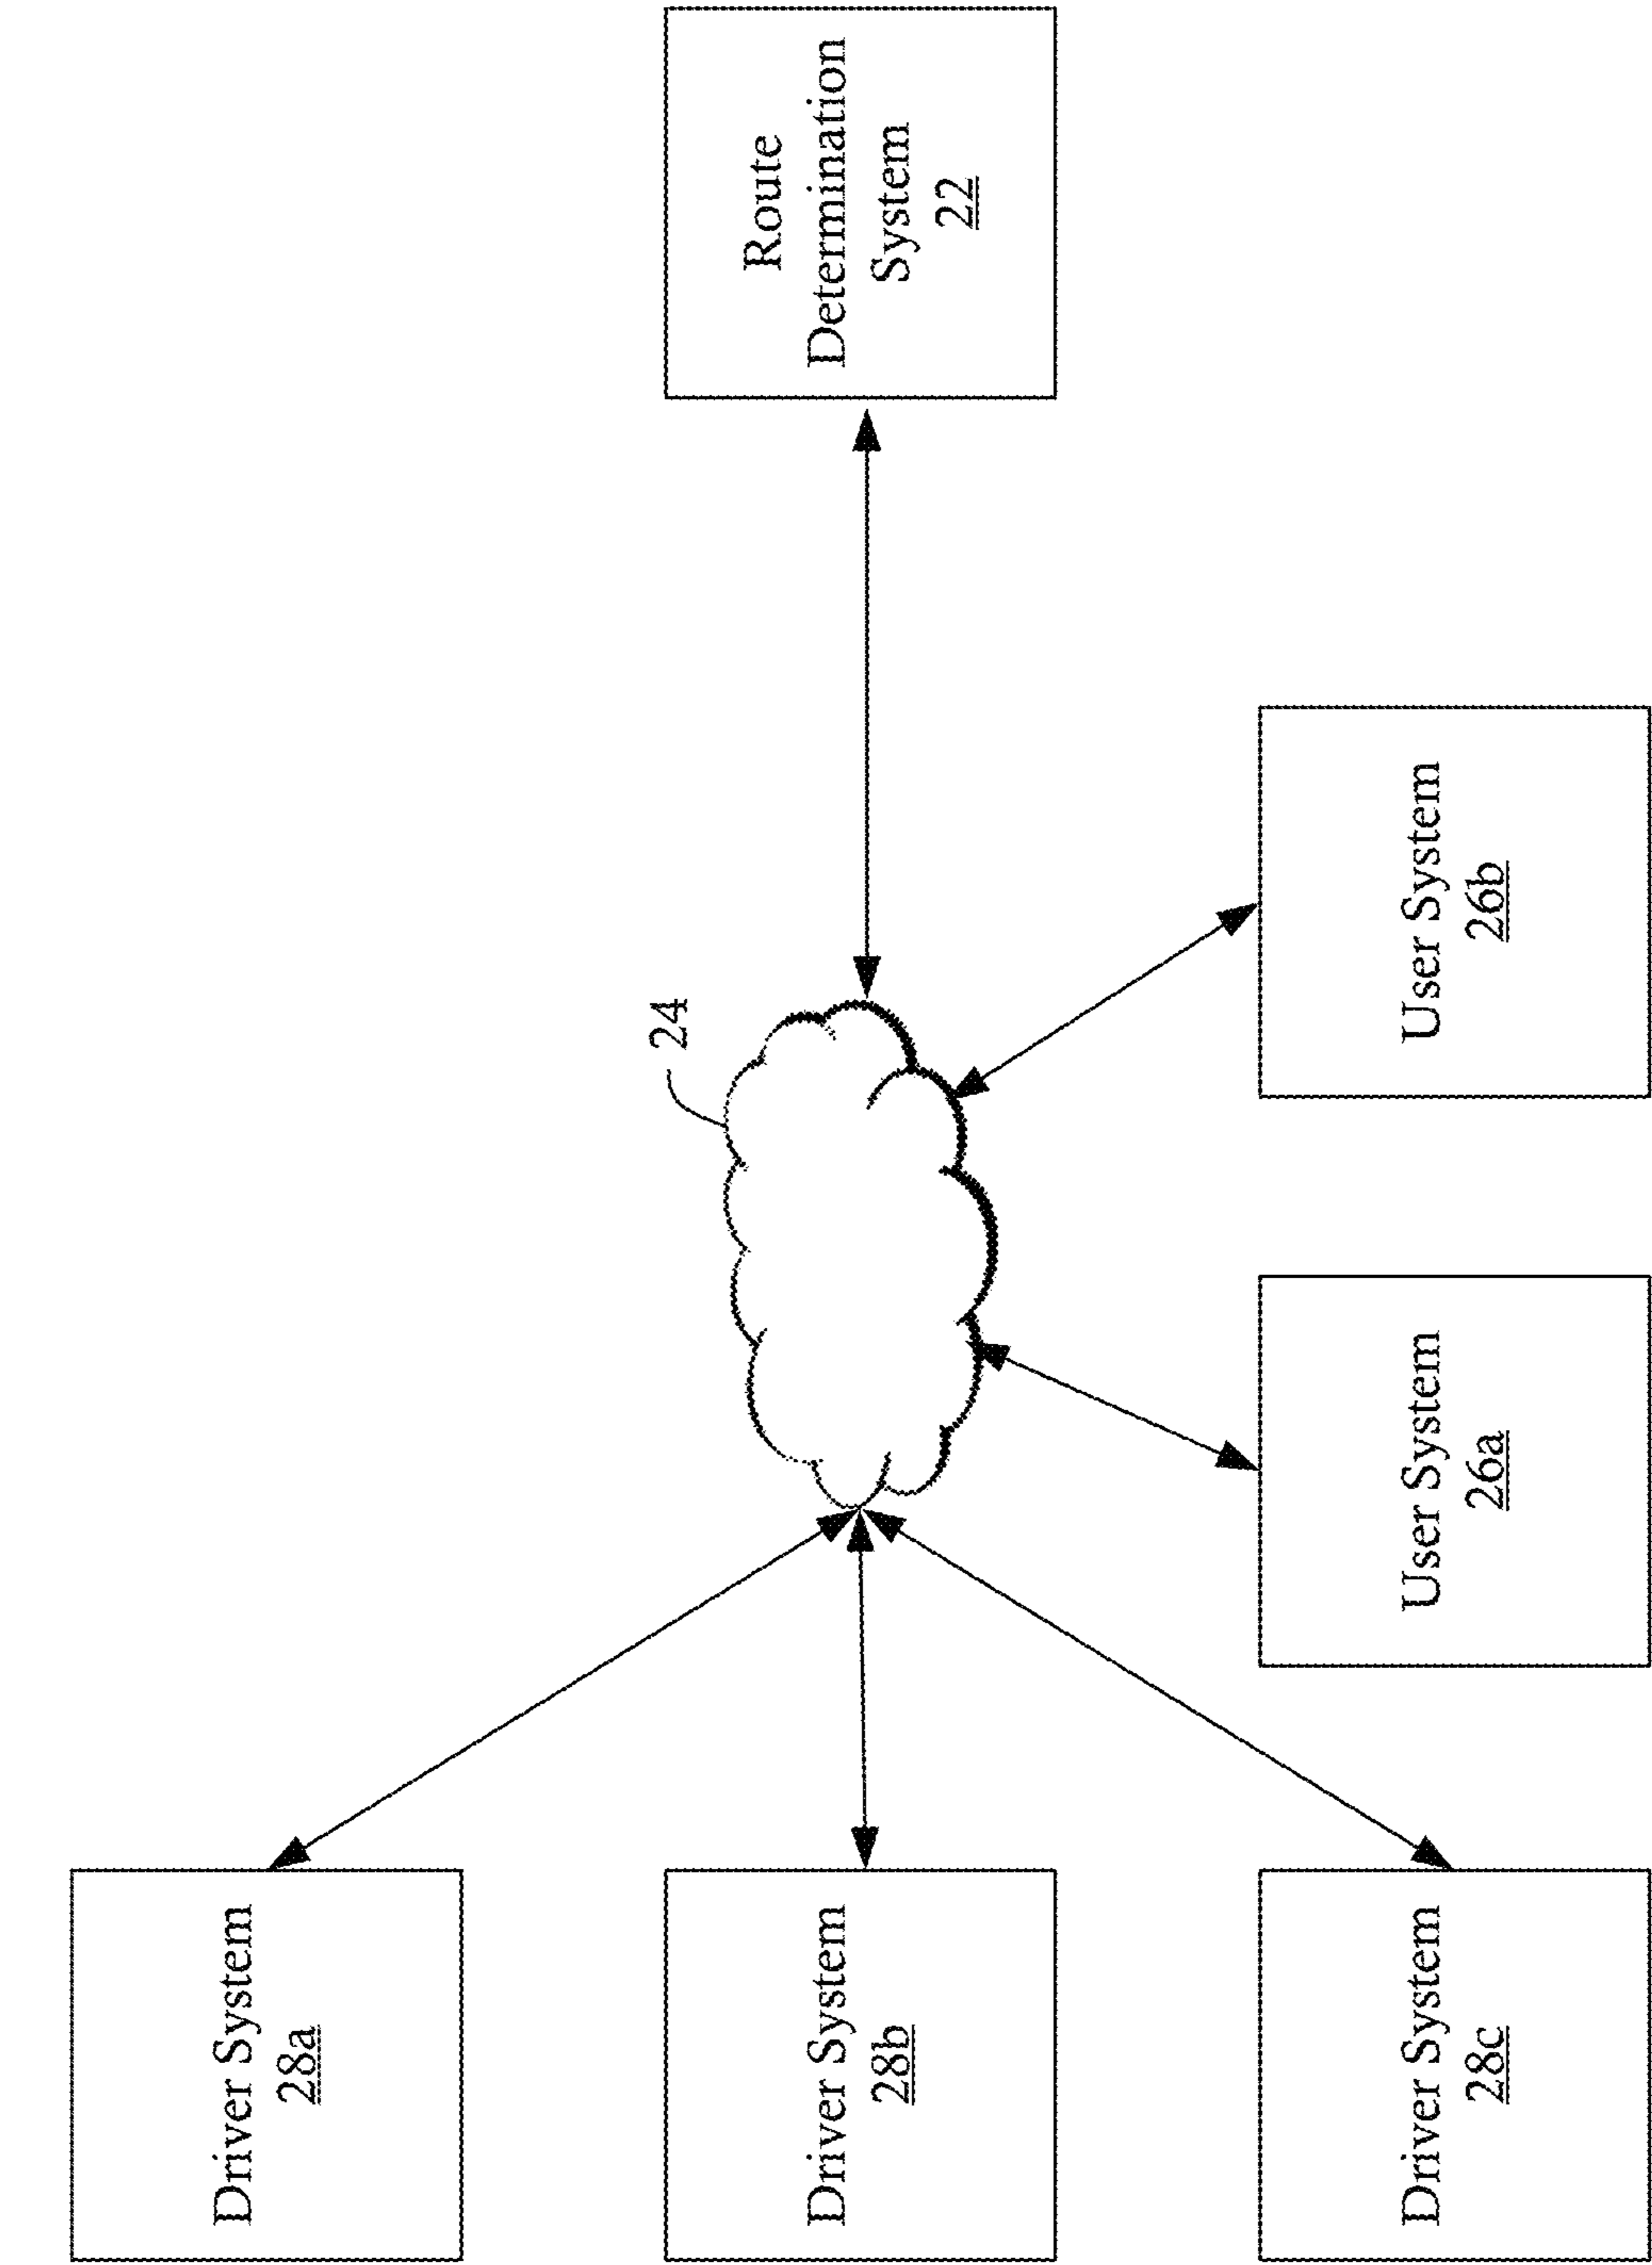 Route
Determination
System
22
24
User System
26b
User System
26a
Driver System
28a
Driver System
28b
Driver System
28c